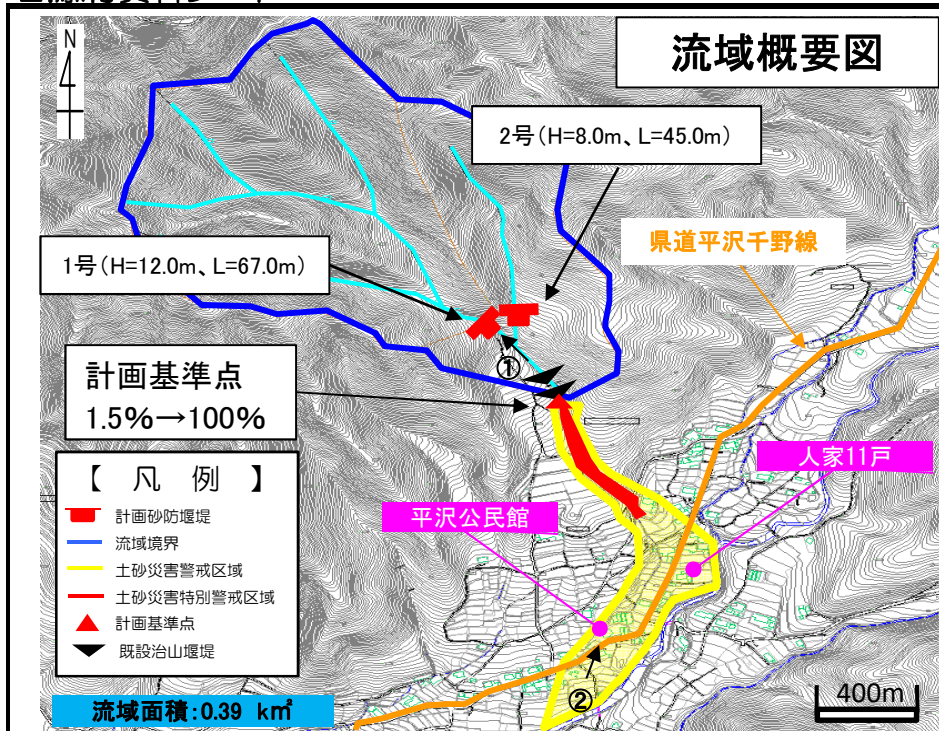 流域概要図
N
2号(H=8.0m、L=45.0m)
県道平沢千野線
1号(H=12.0m、L=67.0m)
①
計画基準点
1.5%→100%
人家11戸
平沢公民館
【 凡 例 】
計画砂防堰堤
流域境界
土砂災害警戒区域
土砂災害特別警戒区域
計画基準点
既設治山堰堤
②
流域面積:0.39 k㎡
400m